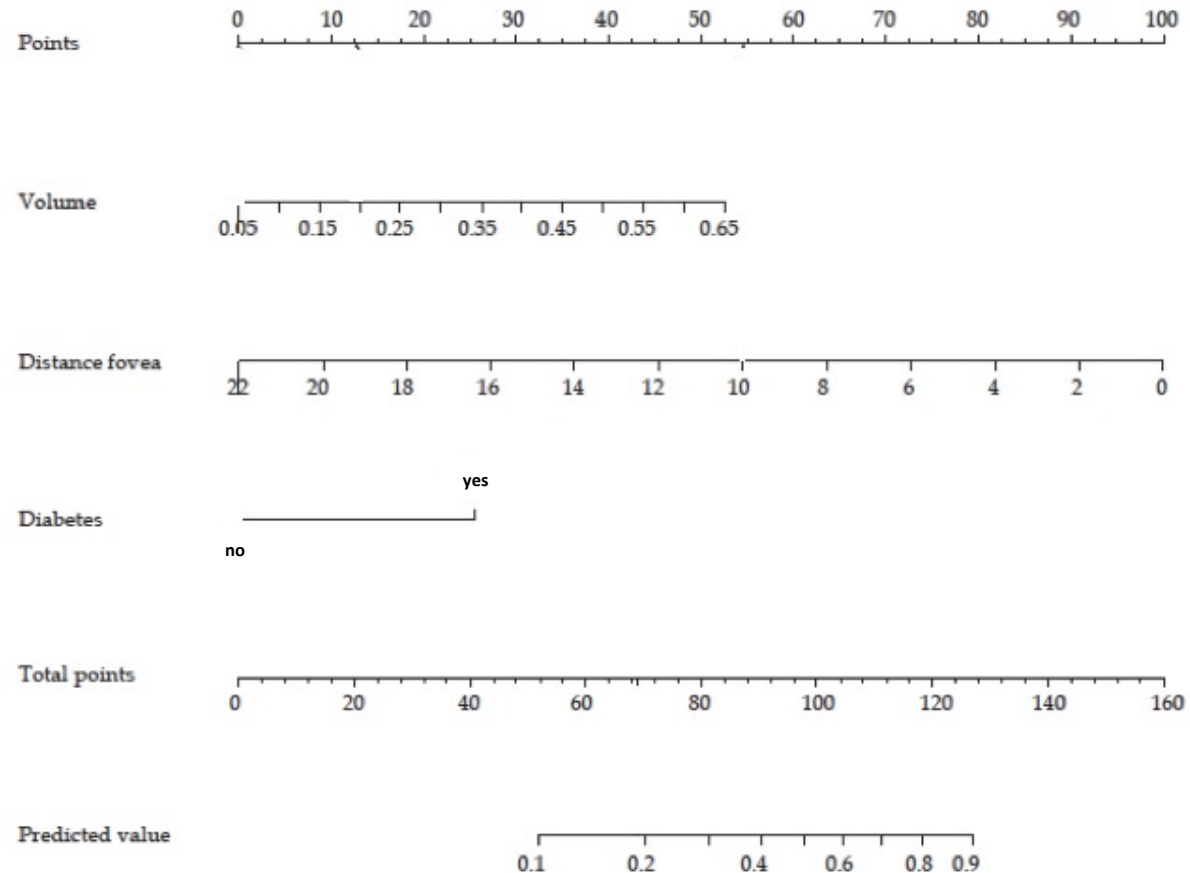 0 10 20 30 40 50 60 70 80 90 100
Points
Volume
0.05 0.15 0.25 0.35 0.45 0.55 0.65
Distance fovea
22 20 18 16 14 12 10 8 6 4 2 0
yes
Diabetes
no
Total points
0 20 40 60 80 100 120 140 160
Predicted value
0.1 0.2 0.4 0.6 0.8 0.9